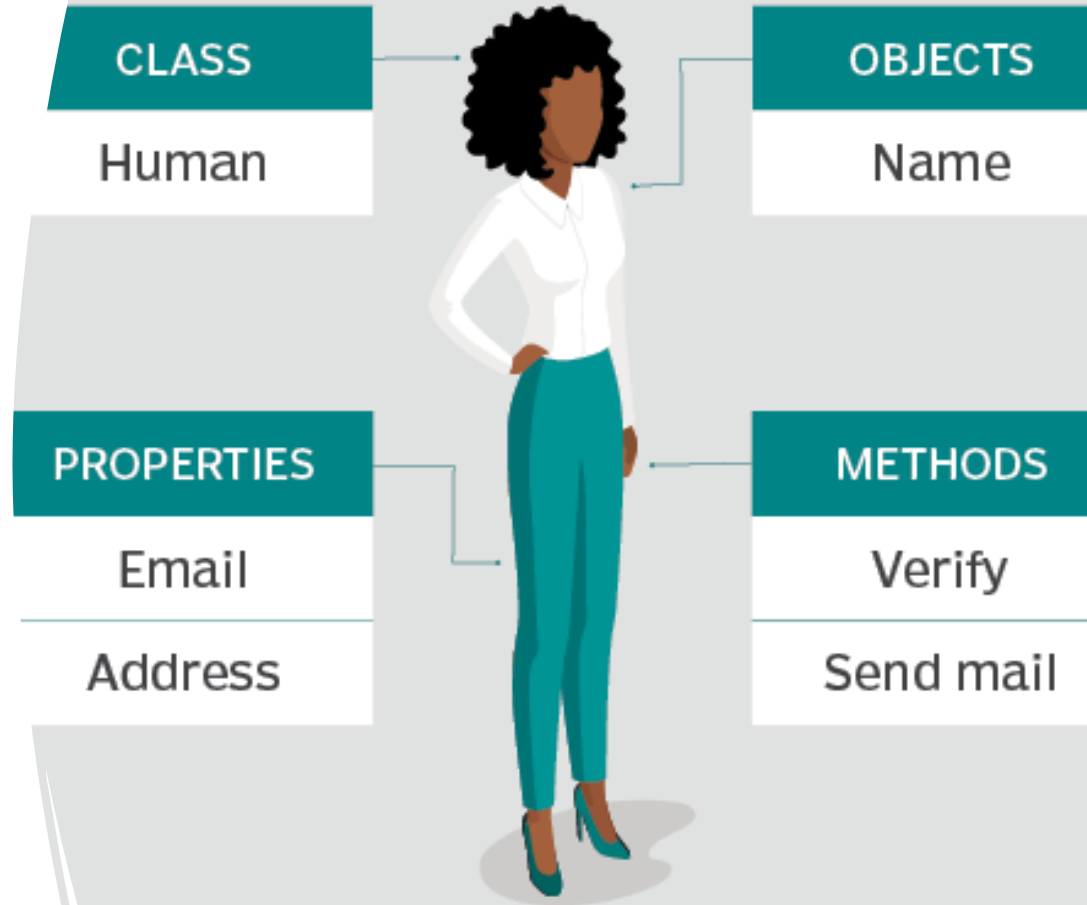 CLASS
Human
OBJECTS
Name
PROPERTIES
Email
Address
METHODS
Verify
Send mail